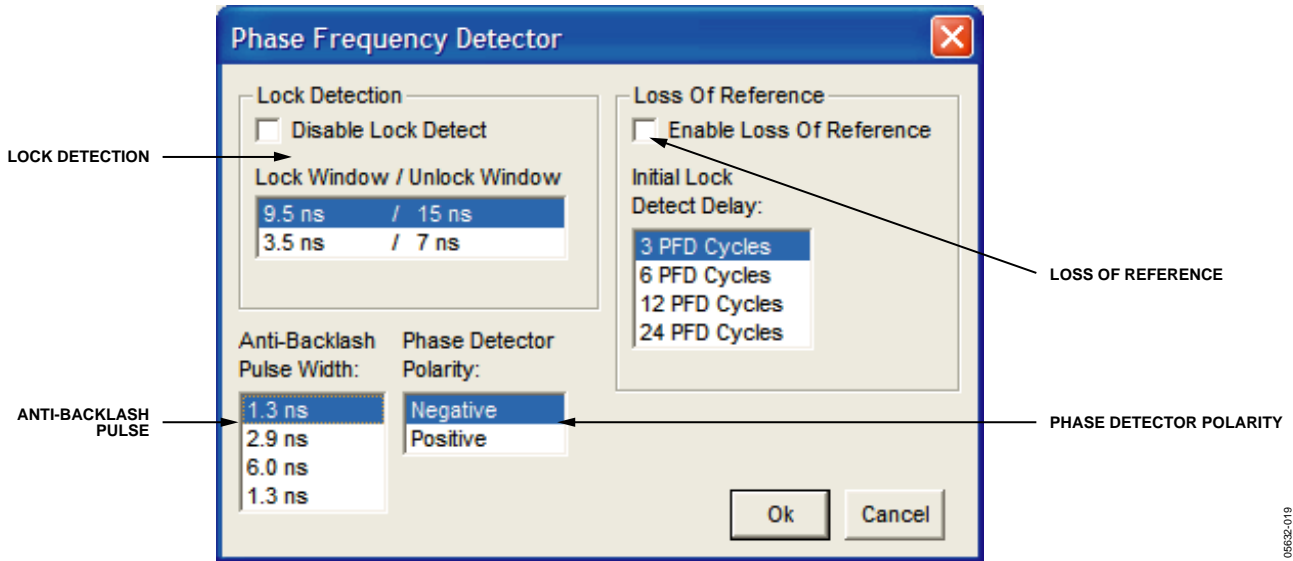 Phase Frequency Detector
Lock Detection
Disable Lock Detect
LOCK DETECTION
Lock Window / Unlock Window
9.5 ns / 15 ns
3.5 ns / 7 ns
Loss Of Reference
Enable Loss Of Reference
Initial Lock
Detect Delay:
3 PFD Cycles
6 PFD Cycles
12 PFD Cycles
24 PFD Cycles
LOSS OF REFERENCE
Anti-Backlash
Pulse Width:
1.3 ns
2.9 ns
6.0 ns
1.3 ns
ANTI-BACKLASH
PULSE
Phase Detector
Polarity:
Negative
Positive
PHASE DETECTOR POLARITY
Ok
Cancel
05632-019